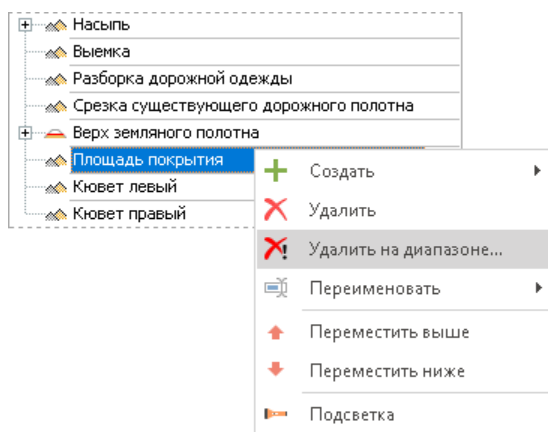 Насыпь
Выемка
Разборка дорожной одежды
Срезка существующего дорожного полотна
Верх земляного полотна
Площадь покрытия
Кювет левый
Кювет правый
Создать
Удалить
Удалить на диапазоне...
Переименовать
Переместить выше
Переместить ниже
Подсветка